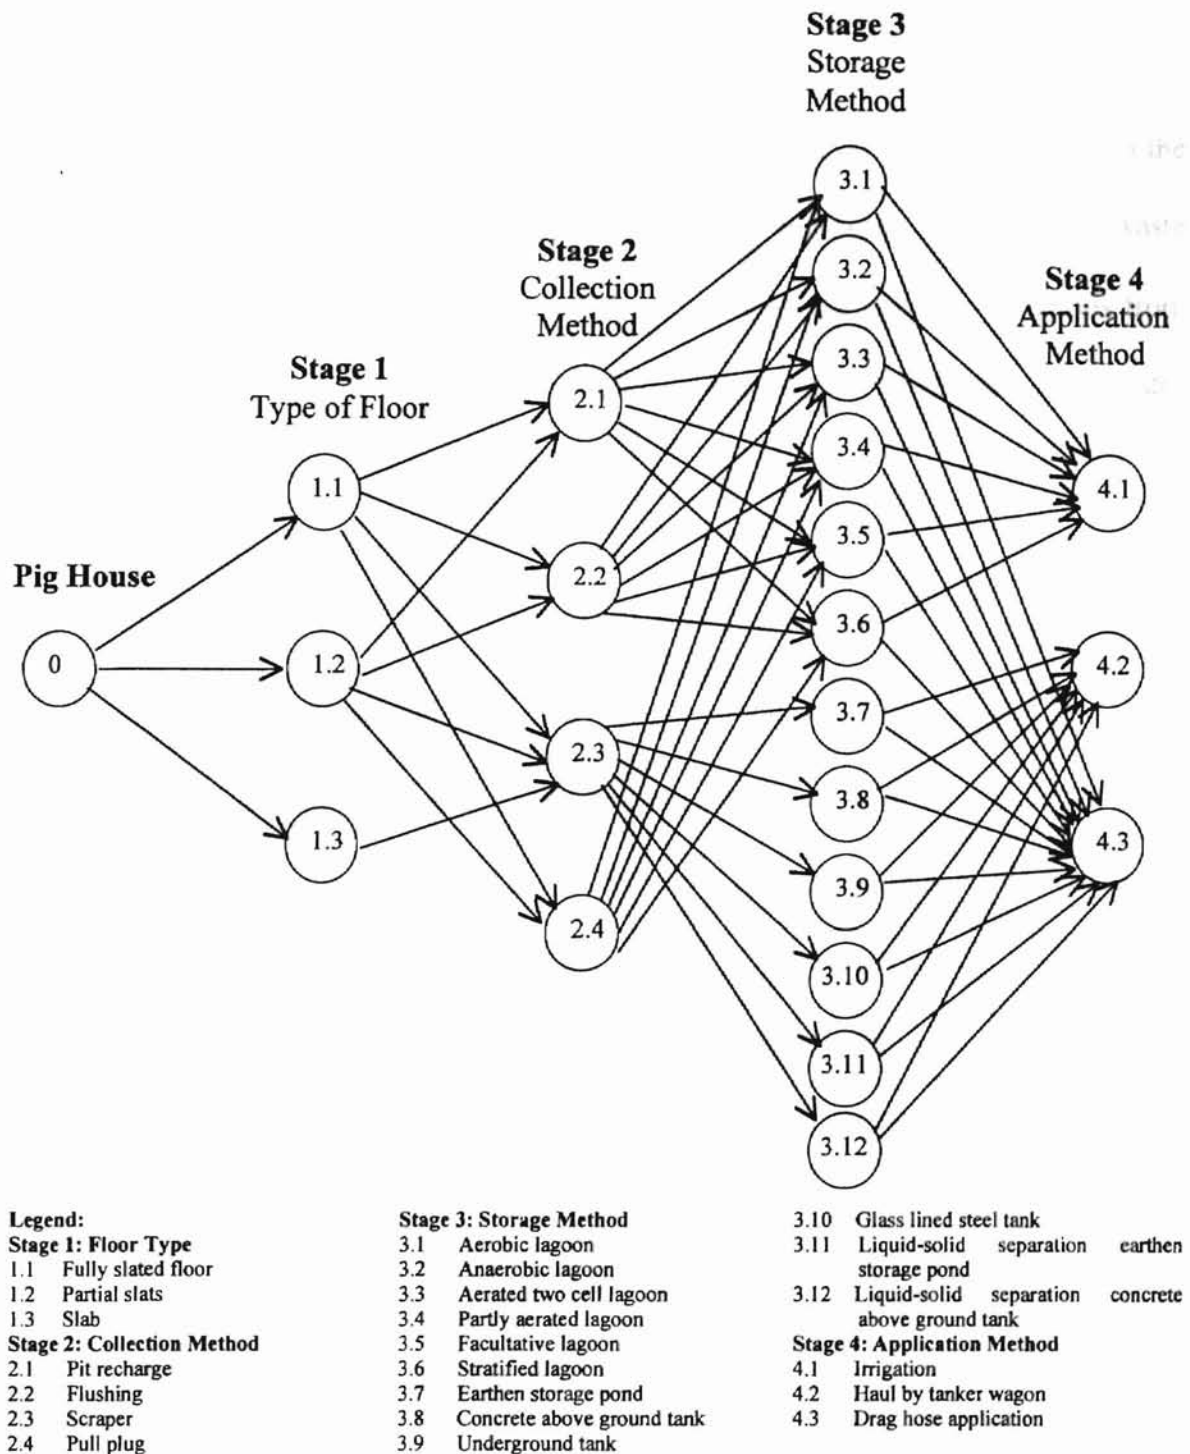 Stage 3
Storage
Method
Stage 2
Collection
Method
Stage 4
Application
Method
Stage 1
Type of Floor
Pig House
0
1.1
1.2
1.3
2.1
2.2
2.3
2.4
3.1
3.2
3.3
3.4
3.5
3.6
3.7
3.8
3.9
3.10
3.11
3.12
4.1
4.2
4.3
Legend:
Stage 1: Floor Type
1.1 Fully slated floor
1.2 Partial slats
1.3 Slab
Stage 2: Collection Method
2.1 Pit recharge
2.2 Flushing
2.3 Scraper
2.4 Pull plug
Stage 3: Storage Method
3.1 Aerobic lagoon
3.2 Anaerobic lagoon
3.3 Aerated two cell lagoon
3.4 Partly aerated lagoon
3.5 Facultative lagoon
3.6 Stratified lagoon
3.7 Earthen storage pond
3.8 Concrete above ground tank
3.9 Underground tank
3.10 Glass lined steel tank
3.11 Liquid-solid separation earthen
storage pond
3.12 Liquid-solid separation concrete
above ground tank
Stage 4: Application Method
4.1 Irrigation
4.2 Haul by tanker wagon
4.3 Drag hose application